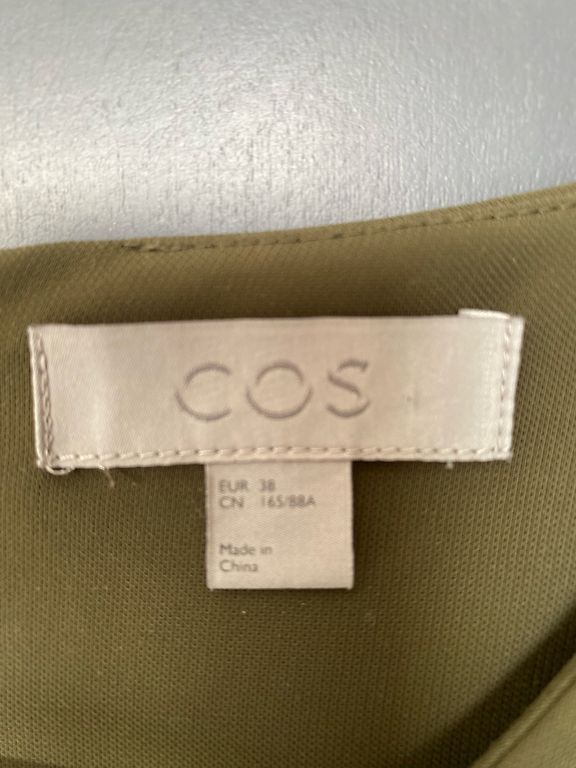 COS
EUR 38
CN 165/88A
Made in
China